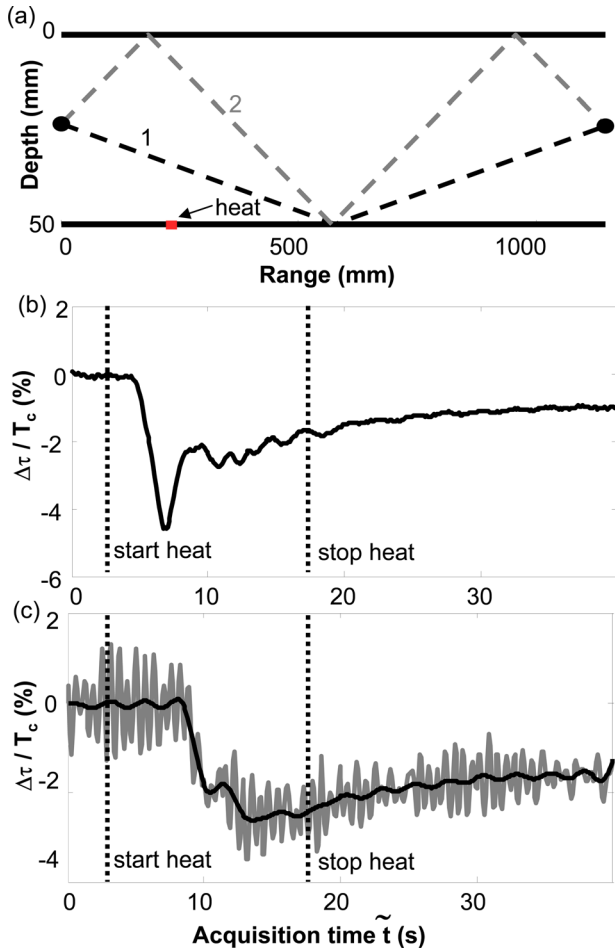 (a)
0
Depth (mm)
1
2
heat
50
0
500
1000
Range (mm)
(b)
2
0
-2
-4
-6
Δτ / Tc (%)
start heat
stop heat
0
10
20
30
(c)
2
0
-2
-4
Δτ / Tc (%)
start heat
stop heat
0
10
20
30
Acquisition time t̃ (s)